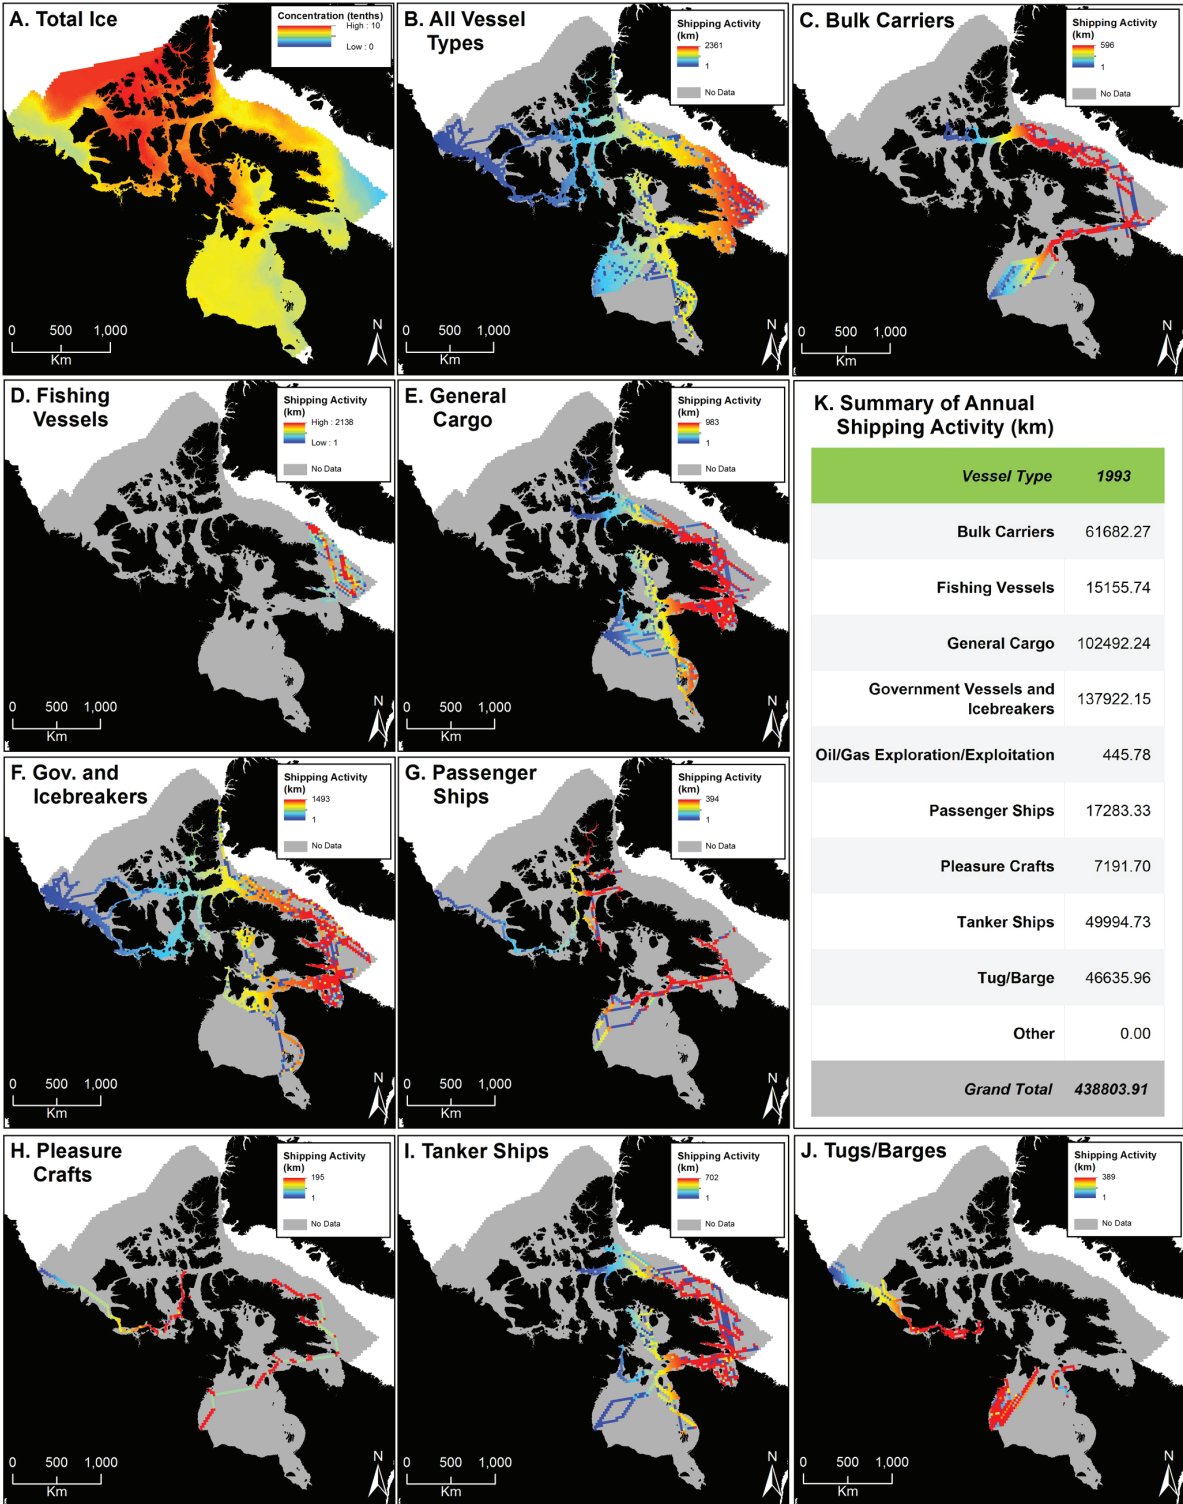 A. Total Ice
Concentration (tenths)
High : 10
Low : 0
0 500 1,000
Km
N
B. All Vessel
Types
Shipping Activity
(km)
2361
1
No Data
0 500 1,000
Km
N
C. Bulk Carriers
Shipping Activity
(km)
596
1
No Data
0 500 1,000
Km
N
D. Fishing
Vessels
Shipping Activity
(km)
High : 2138
Low : 1
No Data
0 500 1,000
Km
N
E. General
Cargo
Shipping Activity
(km)
983
1
No Data
0 500 1,000
Km
N
K. Summary of Annual
Shipping Activity (km)
Vessel Type 1993
Bulk Carriers 61682.27
Fishing Vessels 15155.74
General Cargo 102492.24
Government Vessels and
Icebreakers 137922.15
Oil/Gas Exploration/Exploitation 445.78
Passenger Ships 17283.33
Pleasure Crafts 7191.70
Tanker Ships 49994.73
Tug/Barge 46635.96
Other 0.00
Grand Total 438803.91
F. Gov. and
Icebreakers
Shipping Activity
(km)
1493
1
No Data
0 500 1,000
Km
N
G. Passenger
Ships
Shipping Activity
(km)
394
1
No Data
0 500 1,000
Km
N
H. Pleasure
Crafts
Shipping Activity
(km)
195
1
No Data
0 500 1,000
Km
N
I. Tanker Ships
Shipping Activity
(km)
702
1
No Data
0 500 1,000
Km
N
J. Tugs/Barges
Shipping Activity
(km)
389
1
No Data
0 500 1,000
Km
N